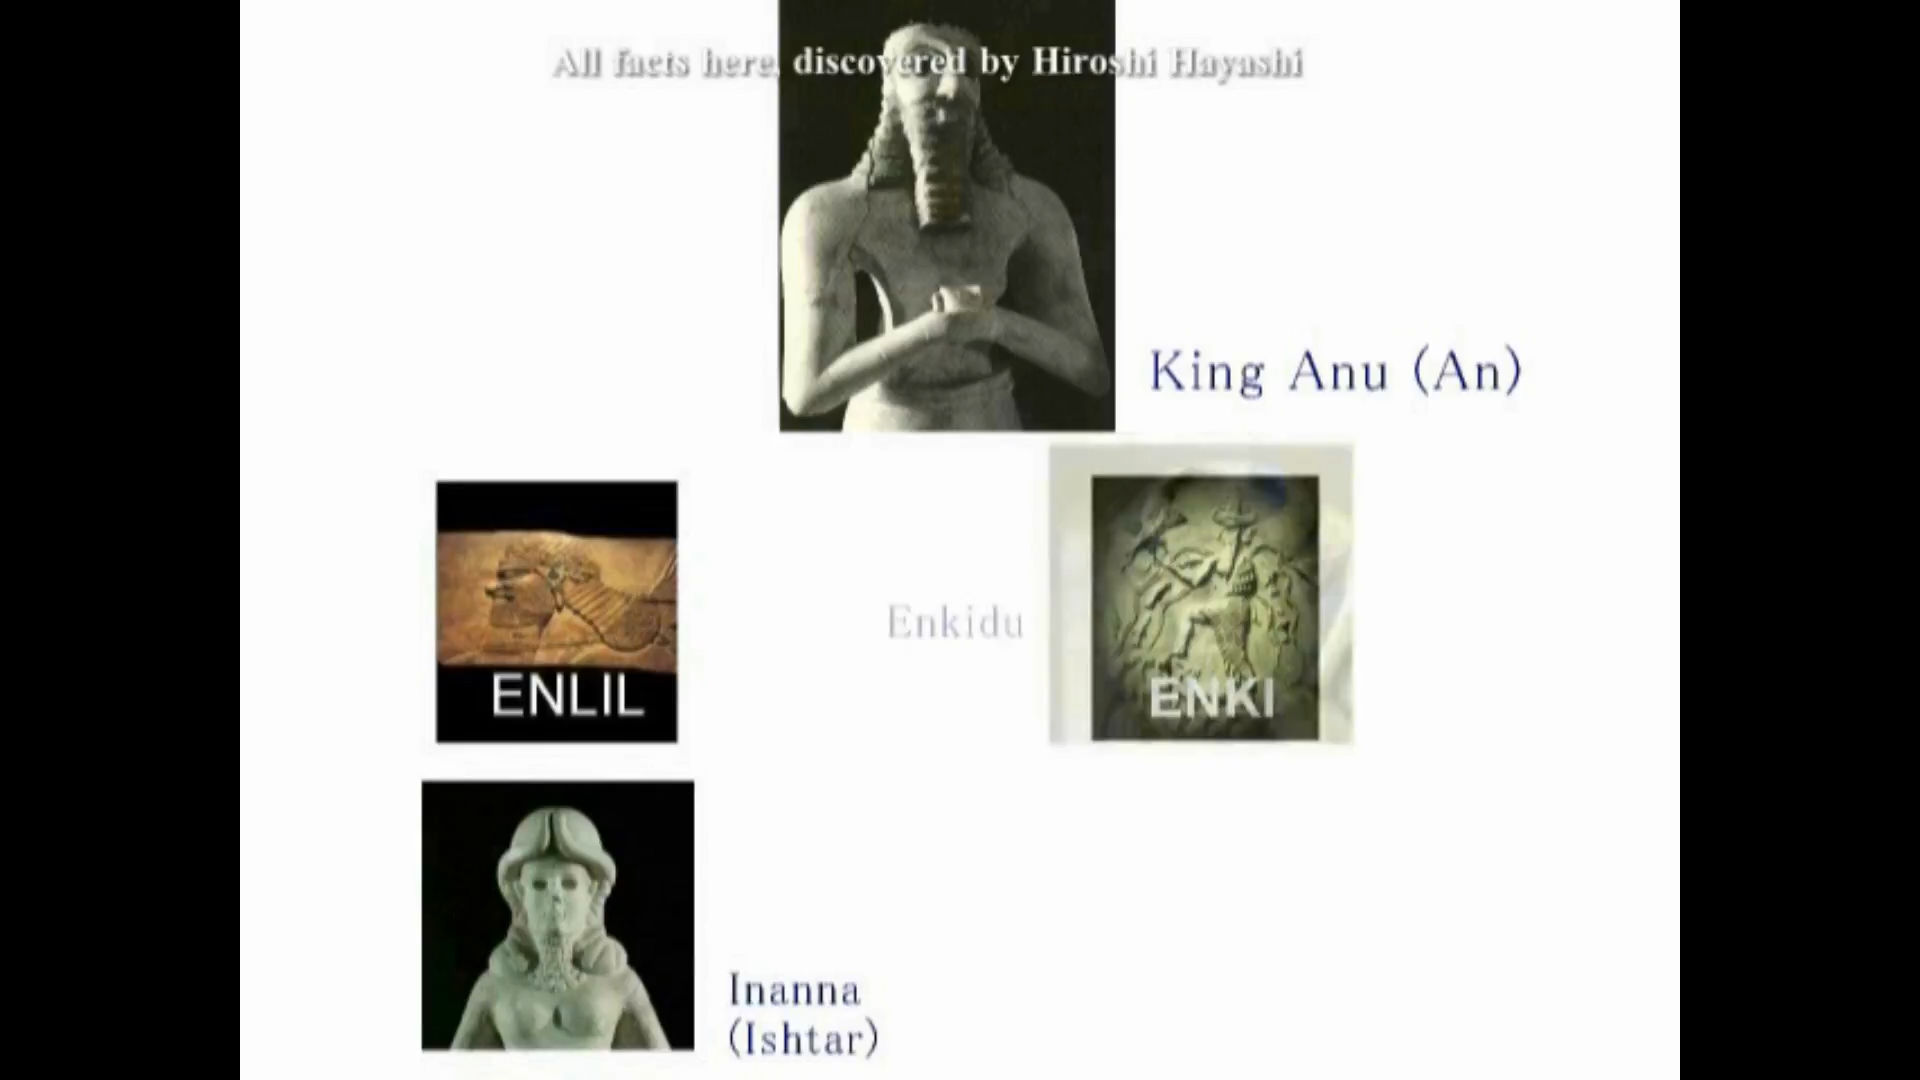 All facts here, discovered by Hiroshi Hayashi
King Anu (An)
Enkidu
ENLIL
ENKI
Inanna
(Ishtar)